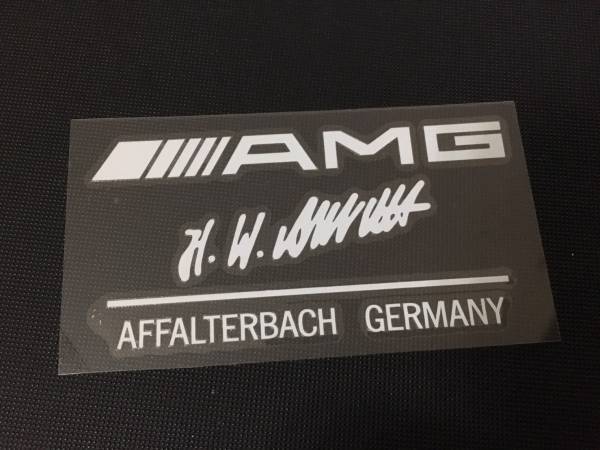 AMG
H. W.
AFFALTERBACH GERMANY